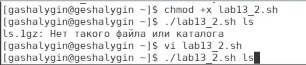 [gashalygin@geshalygin ~]$ chmod +x lab13_2.sh
[gashalygin@geshalygin ~]$ ./lab13_2.sh ls
ls.1gz: Нет такого файла или каталога
[gashalygin@geshalygin ~]$ vi lab13_2.sh
[gashalygin@geshalygin ~]$ ./lab13_2.sh ls